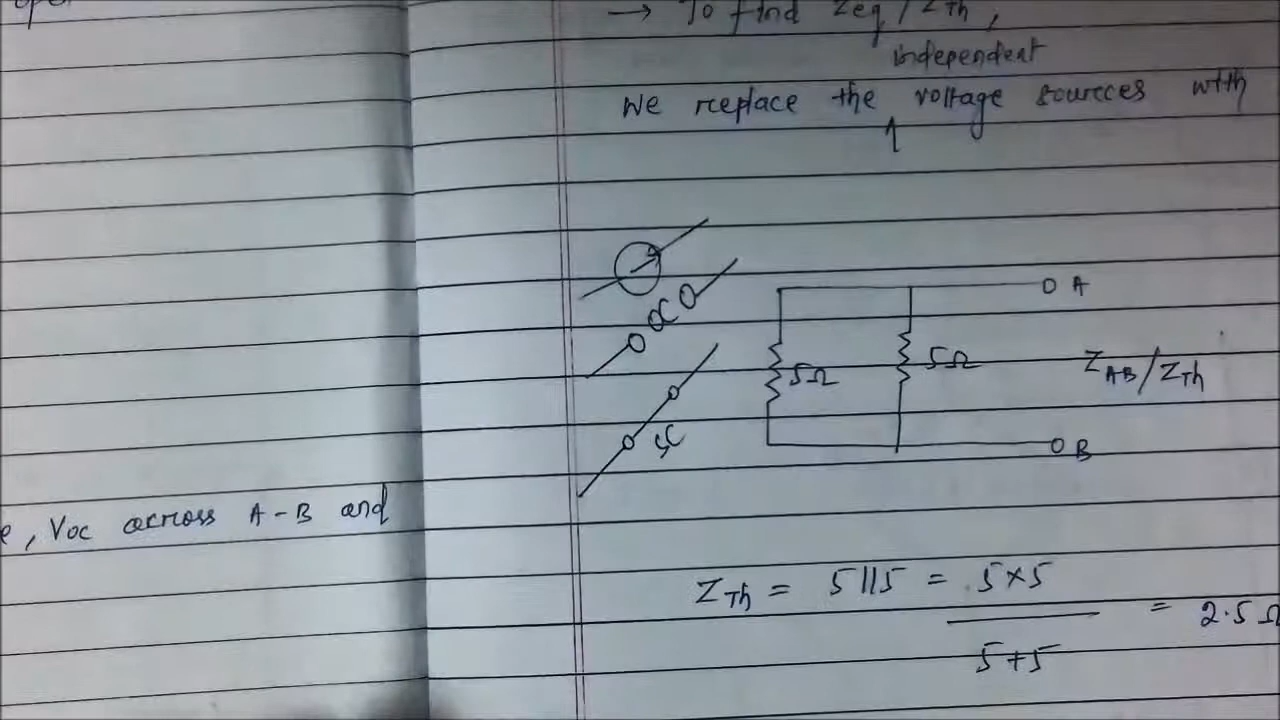 → To find Zeq/ZTh,
independent
We replace the voltage sources with
OC
A
5Ω
5Ω
ZAB/ZTh
SC
B
, Voc across A-B and
ZTh = 5||5 = 5×5
= 2.5 Ω
5+5